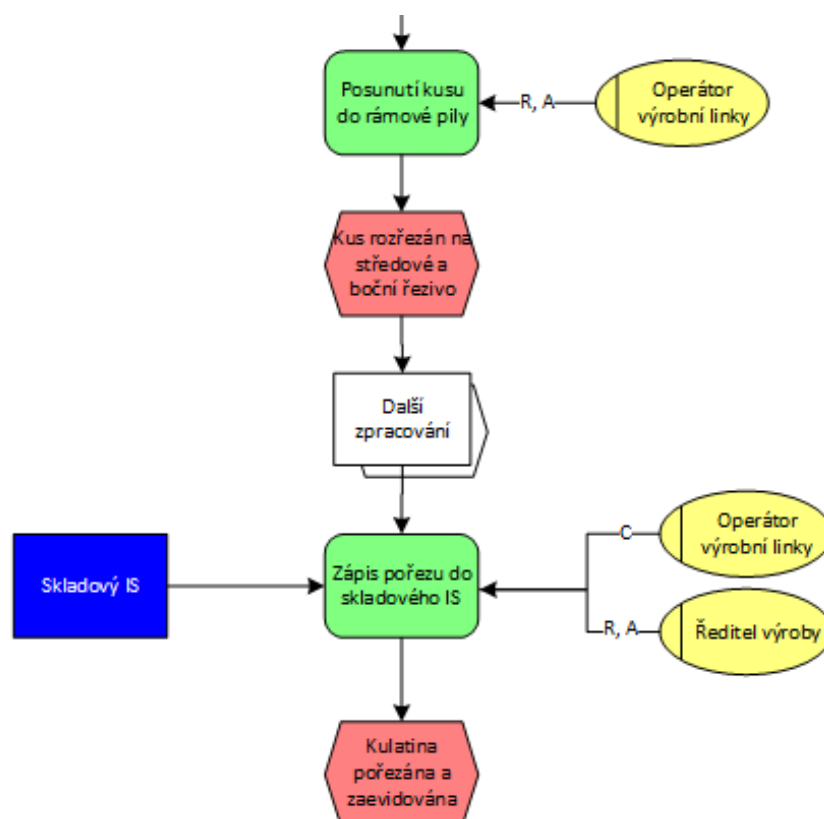 Posunutí kusu
do rámové pily
R, A
Operátor
výrobní linky
Kus rozřezán na
středové a
boční řezivo
Další
zpracování
Skladový IS
Zápis pořezu do
skladového IS
C
Operátor
výrobní linky
R, A
Ředitel výroby
Kulatina
pořezána a
zaevidována